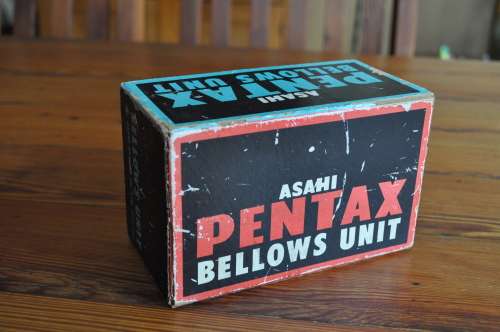 ASAHI
PENTAX
BELLOWS UNIT
ASAHI
PENTAX
BELLOWS UNIT